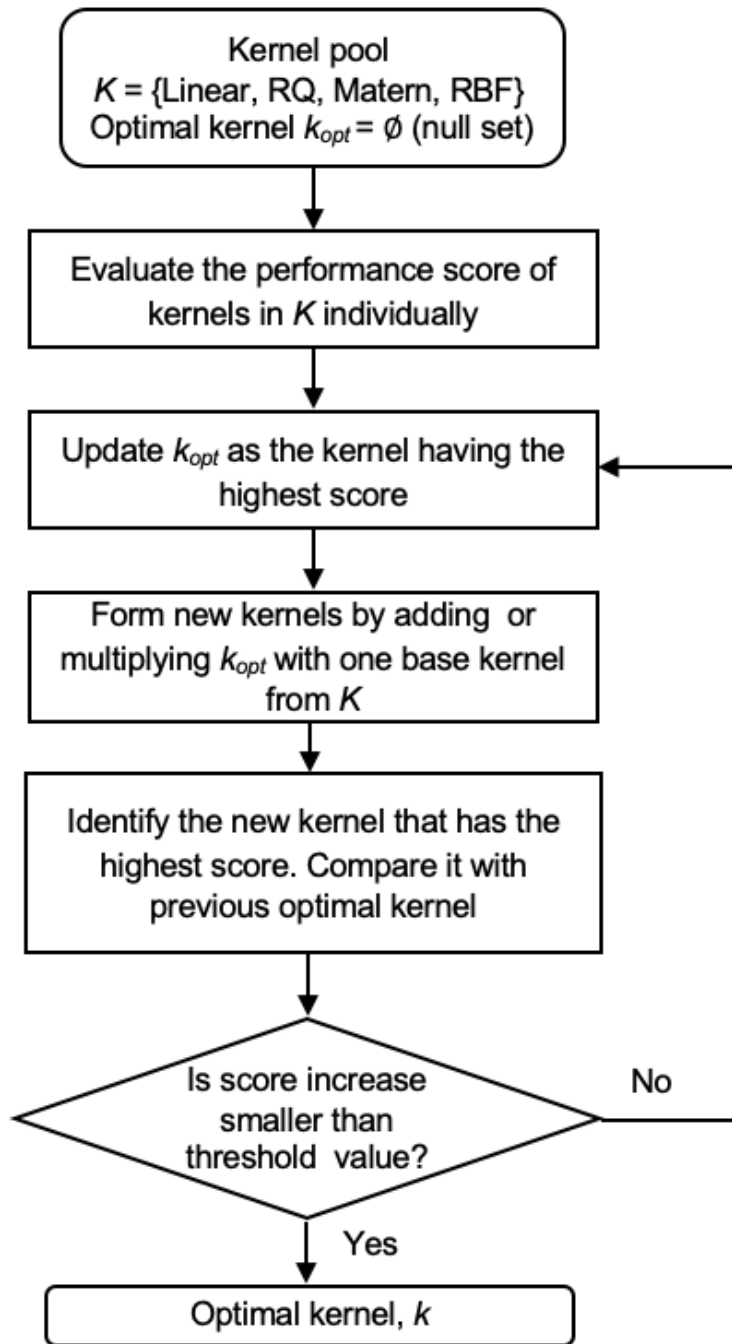 Kernel pool
K = {Linear, RQ, Matern, RBF}
Optimal kernel kopt = ∅ (null set)
Evaluate the performance score of
kernels in K individually
Update kopt as the kernel having the
highest score
Form new kernels by adding or
multiplying kopt with one base kernel
from K
Identify the new kernel that has the
highest score. Compare it with
previous optimal kernel
Is score increase
smaller than
threshold value?
No
Yes
Optimal kernel, k